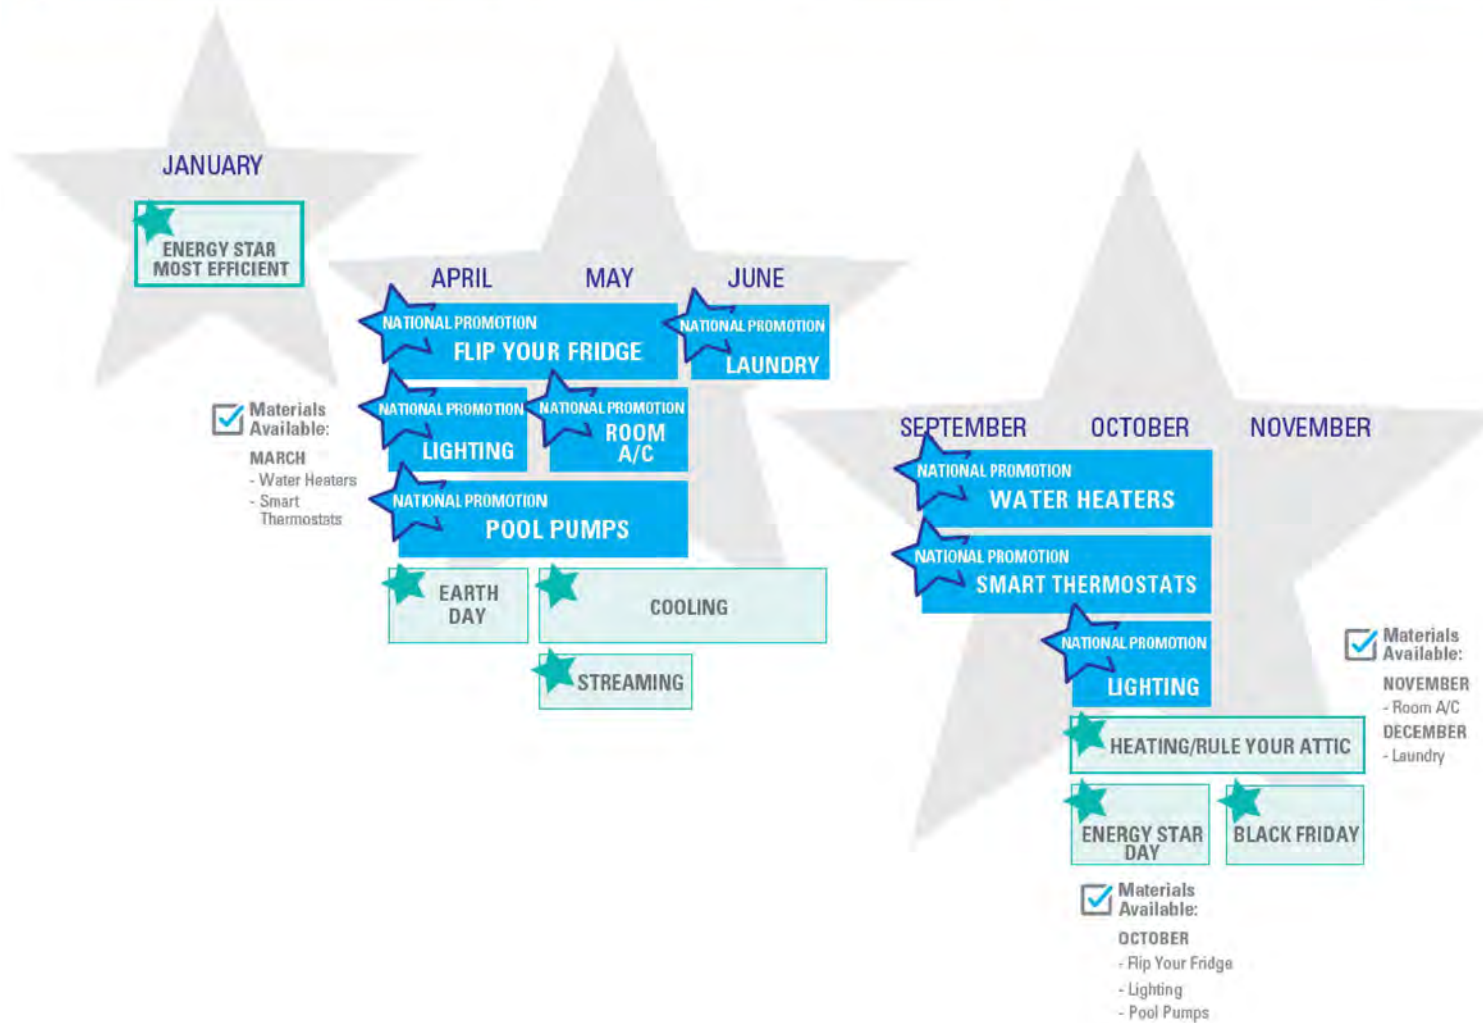 JANUARY
ENERGY STAR
MOST EFFICIENT
Materials
Available:
MARCH
- Water Heaters
- Smart
Thermostats
APRIL
MAY
JUNE
NATIONAL PROMOTION
FLIP YOUR FRIDGE
NATIONAL PROMOTION
LAUNDRY
NATIONAL PROMOTION
LIGHTING
NATIONAL PROMOTION
ROOM
A/C
NATIONAL PROMOTION
POOL PUMPS
EARTH
DAY
COOLING
STREAMING
SEPTEMBER
OCTOBER
NOVEMBER
NATIONAL PROMOTION
WATER HEATERS
NATIONAL PROMOTION
SMART THERMOSTATS
NATIONAL PROMOTION
LIGHTING
HEATING/RULE YOUR ATTIC
ENERGY STAR
DAY
BLACK FRIDAY
Materials
Available:
NOVEMBER
- Room A/C
DECEMBER
- Laundry
Materials
Available:
OCTOBER
- Flip Your Fridge
- Lighting
- Pool Pumps